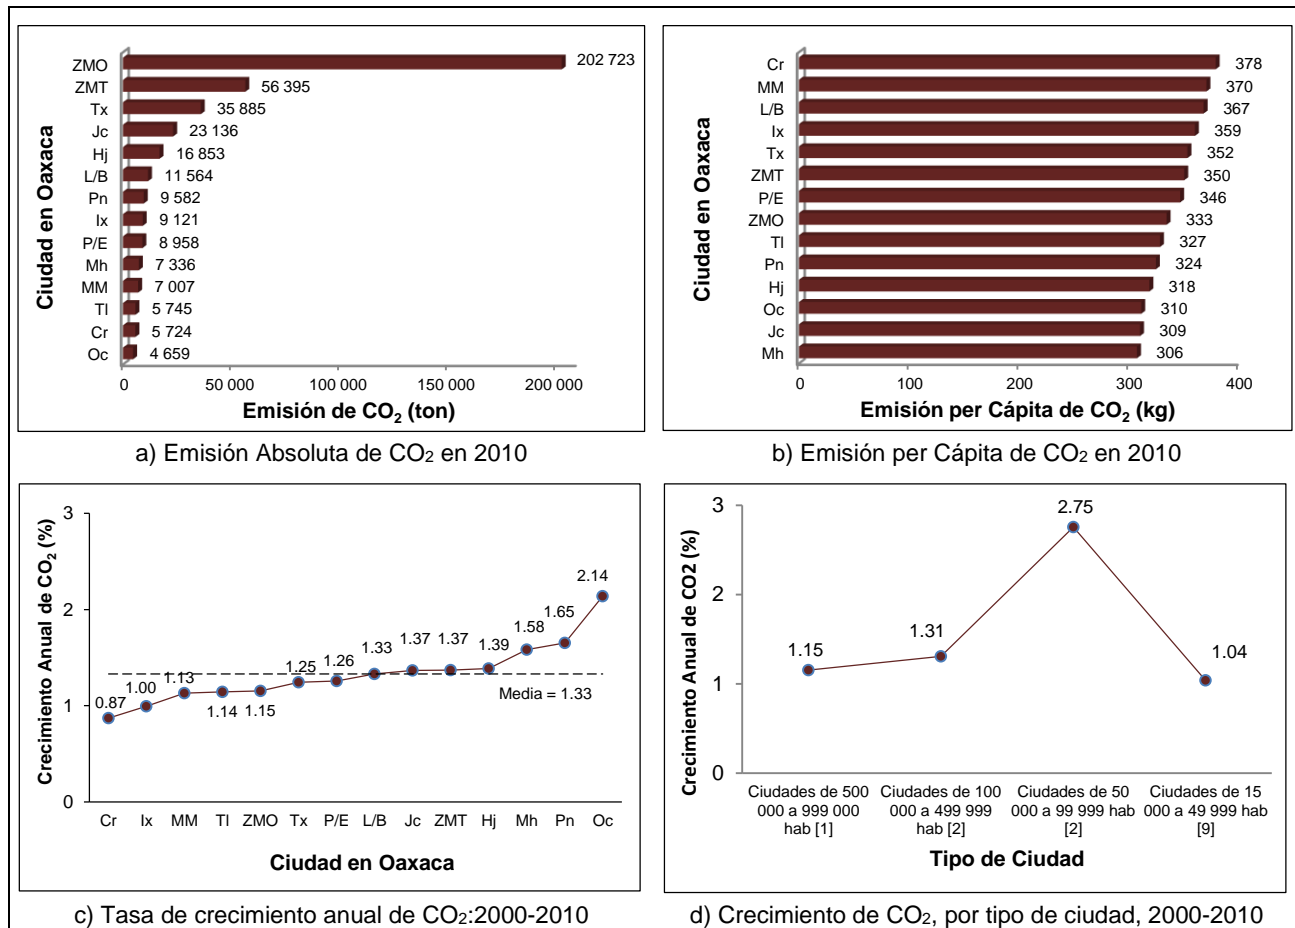 Ciudad en Oaxaca
ZMO 202 723
ZMT 56 395
Tx 35 885
Jc 23 136
Hj 16 853
L/B 11 564
Pn 9 582
Ix 9 121
P/E 8 958
Mh 7 336
MM 7 007
Tl 5 745
Cr 5 724
Oc 4 659
0 50 000 100 000 150 000 200 000
Emisión de CO₂ (ton)
a) Emisión Absoluta de CO₂ en 2010
Ciudad en Oaxaca
Cr 378
MM 370
L/B 367
Ix 359
Tx 352
ZMT 350
P/E 346
ZMO 333
Tl 327
Pn 324
Hj 318
Oc 310
Jc 309
Mh 306
0 100 200 300 400
Emisión per Cápita de CO₂ (kg)
b) Emisión per Cápita de CO₂ en 2010
Crecimiento Anual de CO₂ (%)
3
2
1
0
0.87 1.00 1.13 1.14 1.15 1.25 1.26 1.33 1.37 1.37 1.39 1.58 1.65 2.14
Media = 1.33
Cr Ix MM Tl ZMO Tx P/E L/B Jc ZMT Hj Mh Pn Oc
Ciudad en Oaxaca
c) Tasa de crecimiento anual de CO₂:2000-2010
Crecimiento Anual de CO2 (%)
3
2
1
0
1.15 1.31 2.75 1.04
Ciudades de 500 Ciudades de 100 Ciudades de 50 Ciudades de 15
000 a 999 000 000 a 499 999 000 a 99 999 hab 000 a 49 999 hab
hab [1] hab [2] [2] [9]
Tipo de Ciudad
d) Crecimiento de CO₂, por tipo de ciudad, 2000-2010